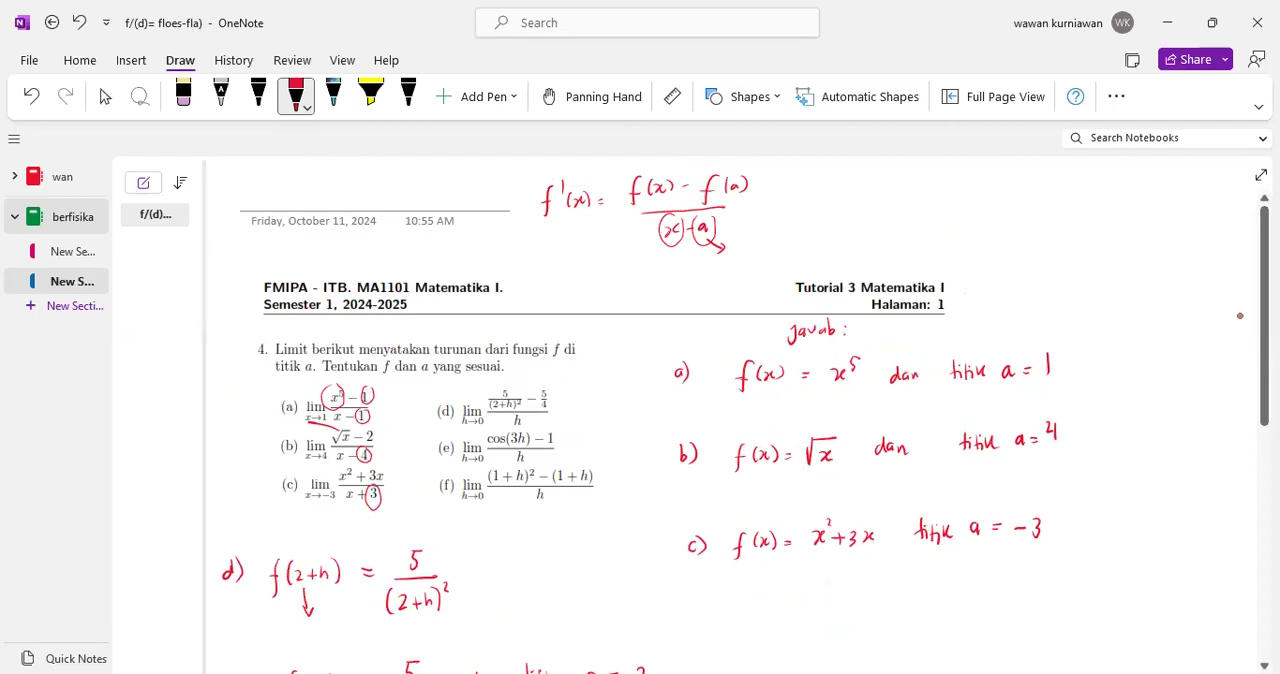 f/(d)= floes-fla) - OneNote
Search
wawan kurniawan
WK
File Home Insert Draw History Review View Help
Share
Add Pen
Panning Hand
Shapes
Automatic Shapes
Full Page View
Search Notebooks
wan
berfisika
New Se...
New S...
New Secti...
f/(d)...
Quick Notes
f'(x) = f(x) - f(a) / (x) - (a)
Friday, October 11, 2024 10:55 AM
FMIPA - ITB. MA1101 Matematika I. Tutorial 3 Matematika I
Semester 1, 2024-2025 Halaman: 1
4. Limit berikut menyatakan turunan dari fungsi f di
titik a. Tentukan f dan a yang sesuai.
(a) lim x→1 x⁵ − 1 / x − 1
(b) lim x→4 √x − 2 / x − 4
(c) lim x→−3 x² + 3x / x + 3
(d) lim h→0 5/(2+h)² − 5/4 / h
(e) lim h→0 cos(3h) − 1 / h
(f) lim h→0 (1 + h)² − (1 + h) / h
Jawab :
a) f(x) = x⁵ dan titik a = 1
b) f(x) = √x dan titik a = 4
c) f(x) = x² + 3x titik a = -3
d) f(2+h) = 5 / (2+h)²
5